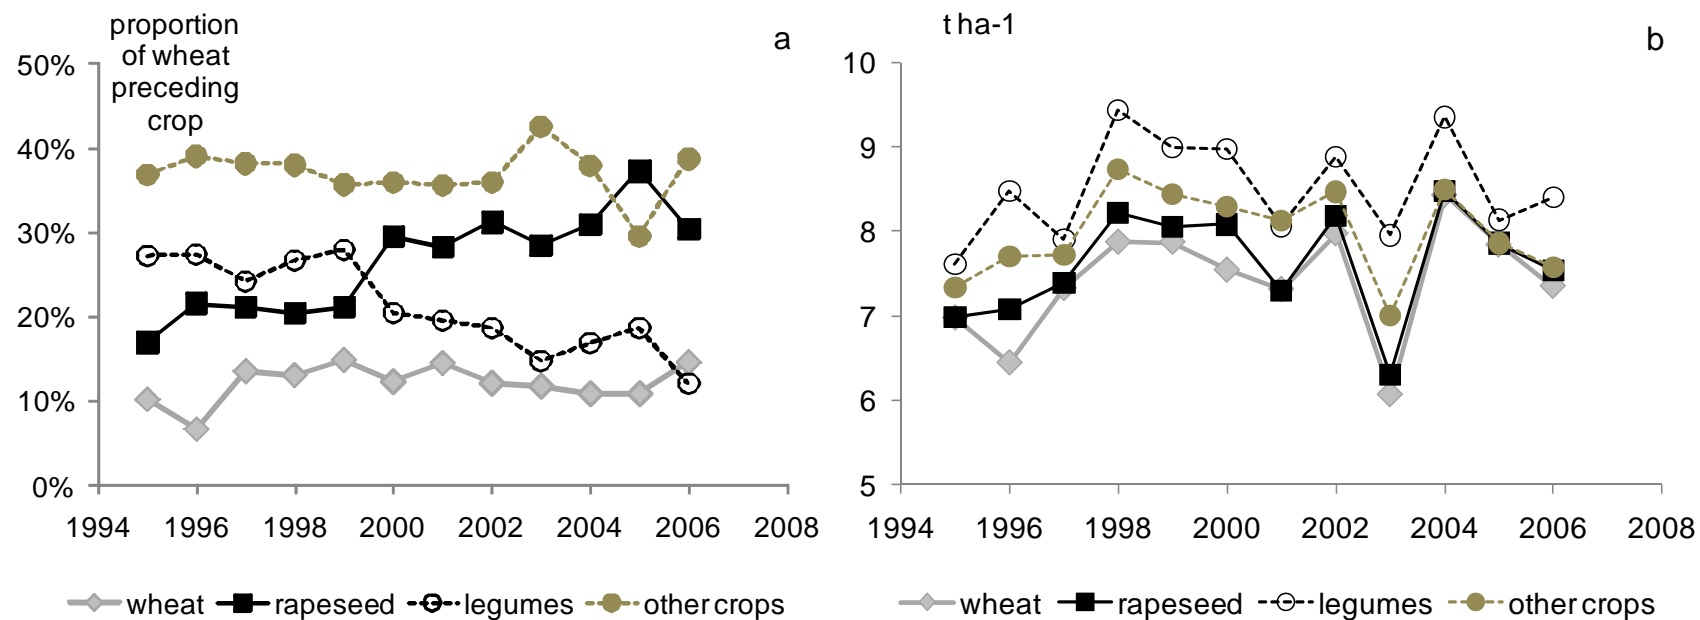 proportion
of wheat
preceding
crop
a
50%
40%
30%
20%
10%
0%
1994 1996 1998 2000 2002 2004 2006 2008
wheat rapeseed legumes other crops
t ha-1
b
10
9
8
7
6
5
1994 1996 1998 2000 2002 2004 2006 2008
wheat rapeseed legumes other crops